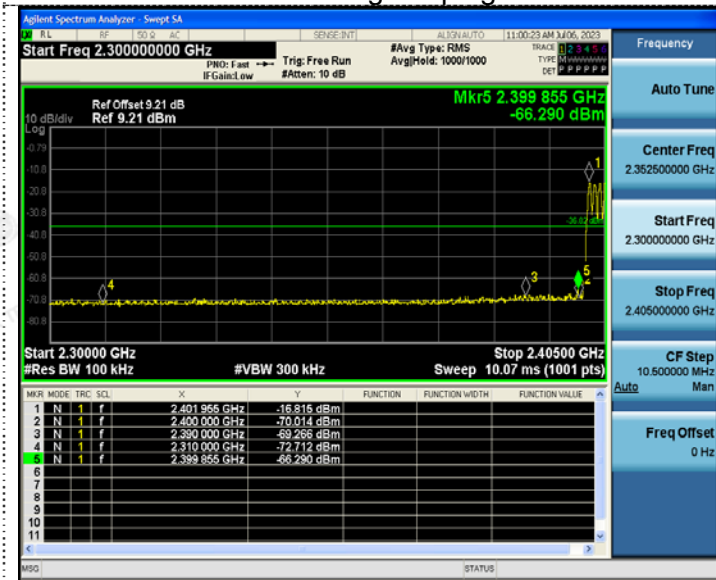 Agilent Spectrum Analyzer - Swept SA
RL RF 50 Ω AC SENSE:INT ALIGN AUTO 11:00:23 AM Jul 06, 2023
Start Freq 2.300000000 GHz
PNO: Fast
IFGain:Low
Trig: Free Run
#Atten: 10 dB
#Avg Type: RMS
Avg|Hold: 1000/1000
TRACE 1 2 3 4 5 6
TYPE MWWWWW
DET P P P P P P
Ref Offset 9.21 dB
10 dB/div Ref 9.21 dBm
Log
Mkr5 2.399 855 GHz
-66.290 dBm
-0.79
-10.8
-20.8
-30.8
-40.8
-50.8
-60.8
-70.8
-80.8
1
-36.82 dBm
5
3
2
4
Start 2.30000 GHz Stop 2.40500 GHz
#Res BW 100 kHz #VBW 300 kHz Sweep 10.07 ms (1001 pts)
MKR MODE TRC SCL X Y FUNCTION FUNCTION WIDTH FUNCTION VALUE
1 N 1 f 2.401 955 GHz -16.815 dBm
2 N 1 f 2.400 000 GHz -70.014 dBm
3 N 1 f 2.390 000 GHz -69.266 dBm
4 N 1 f 2.310 000 GHz -72.712 dBm
5 N 1 f 2.399 855 GHz -66.290 dBm
6
7
8
9
10
11
MSG STATUS
Frequency
Auto Tune
Center Freq
2.352500000 GHz
Start Freq
2.300000000 GHz
Stop Freq
2.405000000 GHz
CF Step
10.500000 MHz
Auto Man
Freq Offset
0 Hz